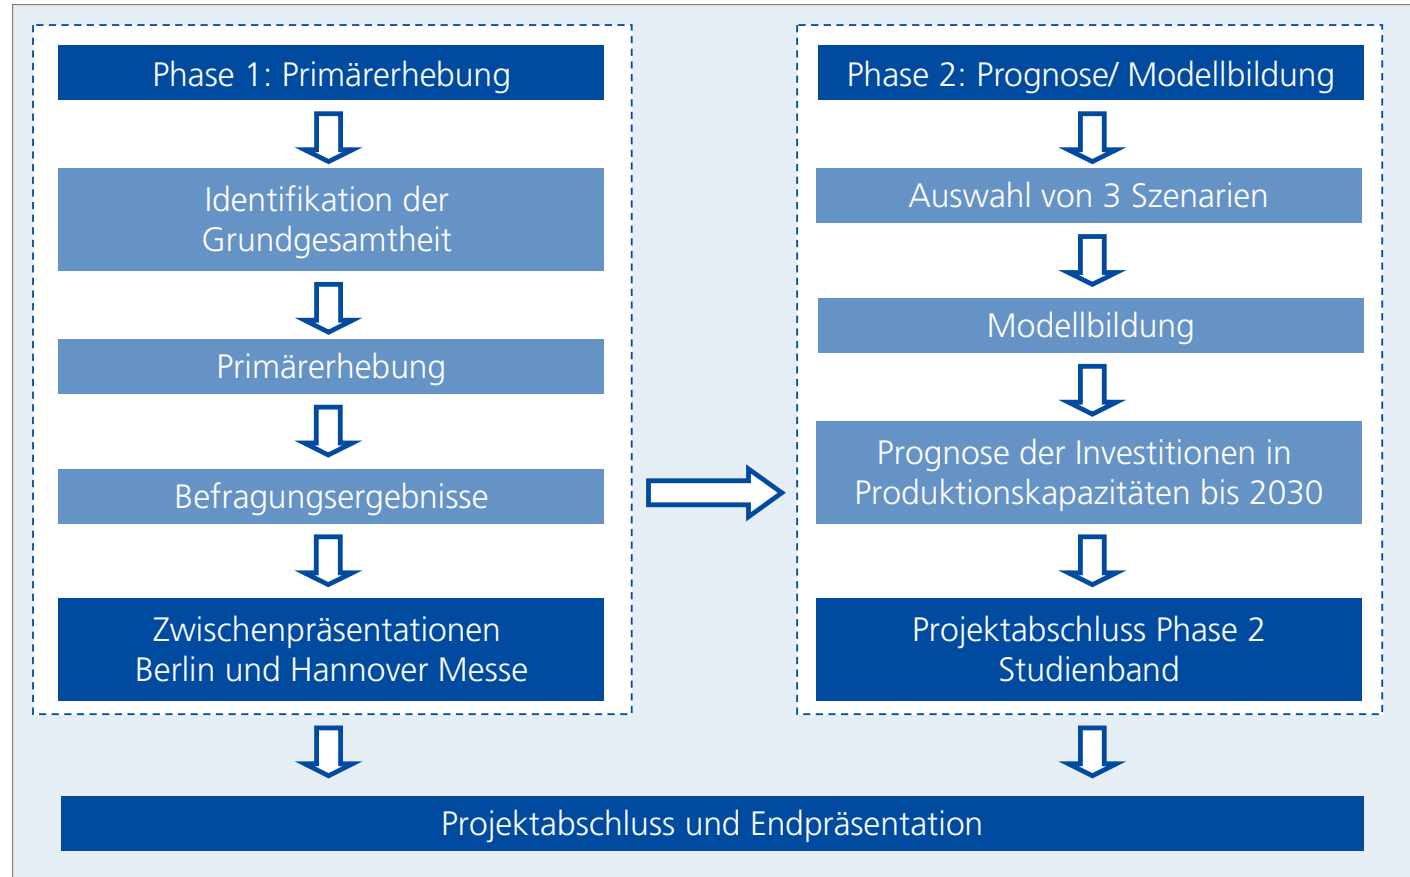 Phase 1: Primärerhebung
Identifikation der
Grundgesamtheit
Primärerhebung
Befragungsergebnisse
Zwischenpräsentationen
Berlin und Hannover Messe
Phase 2: Prognose/ Modellbildung
Auswahl von 3 Szenarien
Modellbildung
Prognose der Investitionen in
Produktionskapazitäten bis 2030
Projektabschluss Phase 2
Studienband
Projektabschluss und Endpräsentation